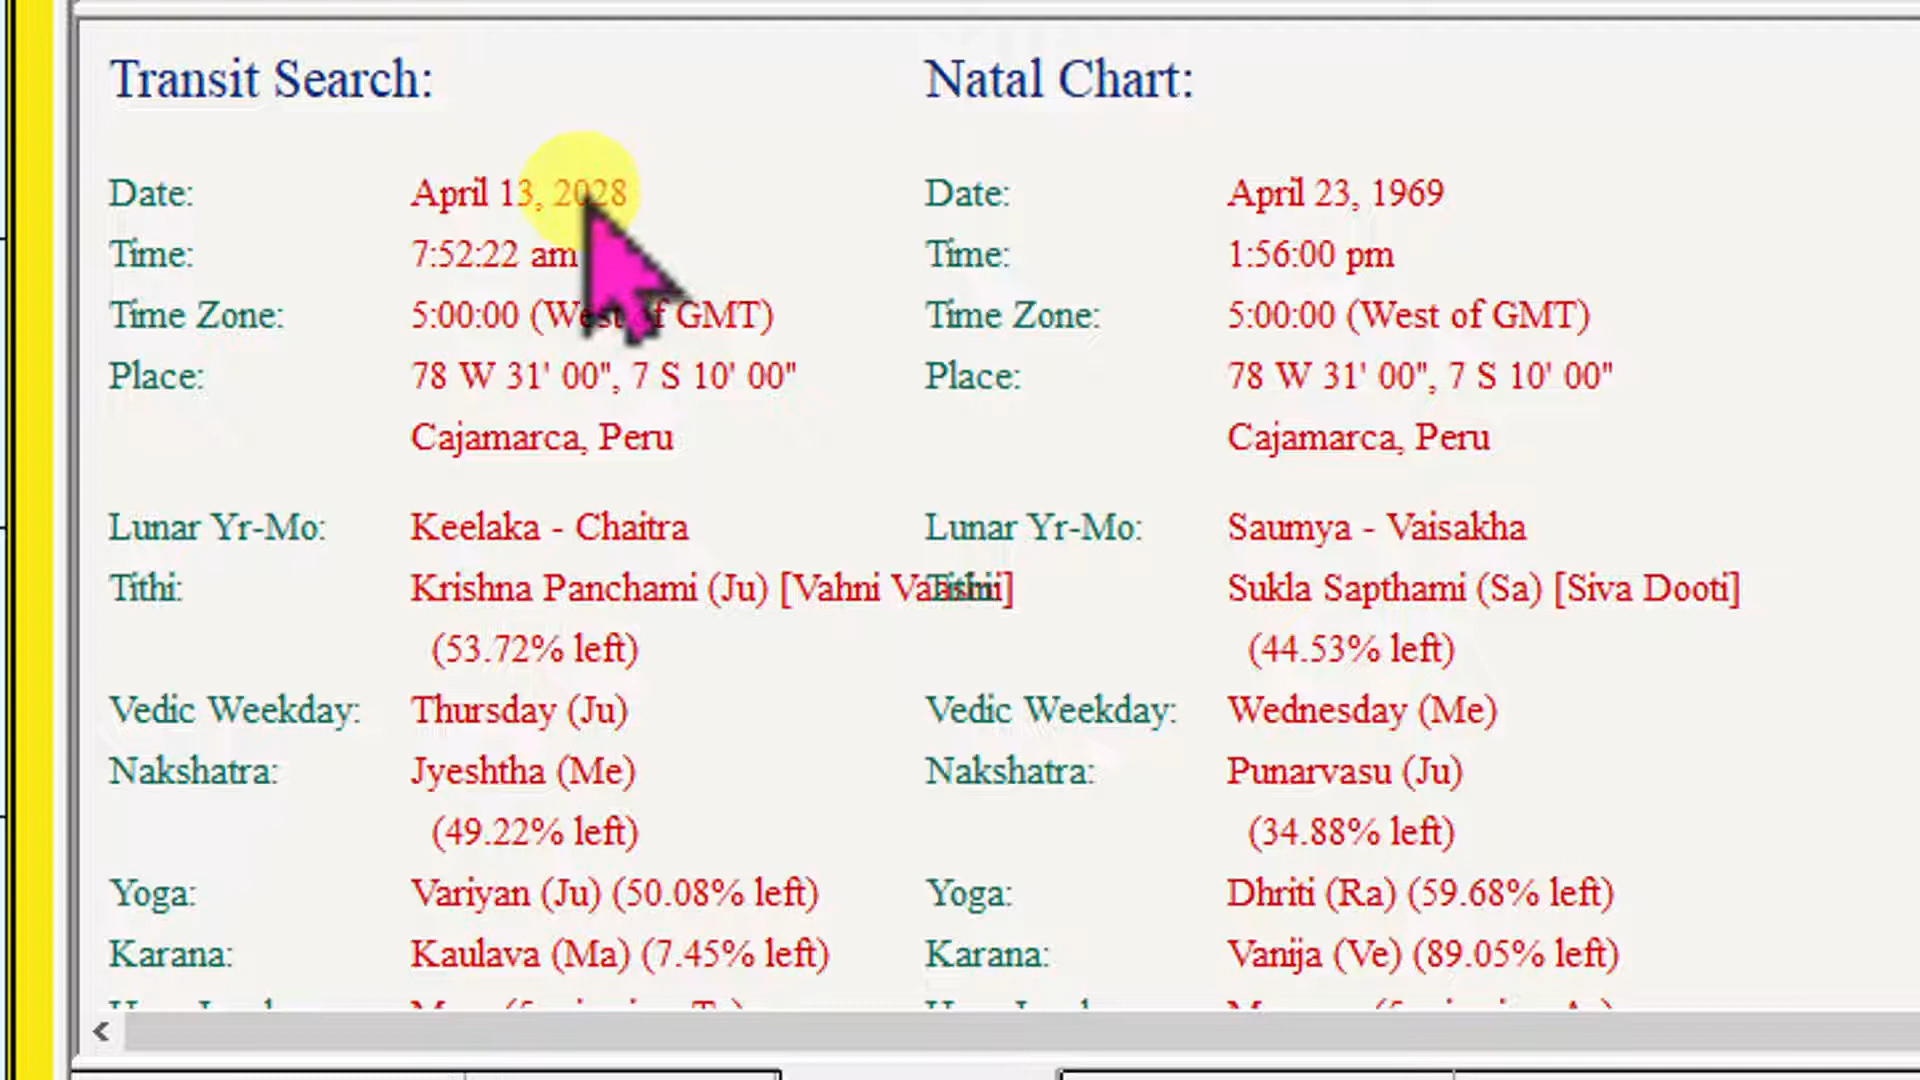 Transit Search:
Date: April 13, 2028
Time: 7:52:22 am
Time Zone: 5:00:00 (West of GMT)
Place: 78 W 31' 00", 7 S 10' 00"
Cajamarca, Peru
Lunar Yr-Mo: Keelaka - Chaitra
Tithi: Krishna Panchami (Ju) [Vahni
(53.72% left)
Vedic Weekday: Thursday (Ju)
Nakshatra: Jyeshtha (Me)
(49.22% left)
Yoga: Variyan (Ju) (50.08% left)
Karana: Kaulava (Ma) (7.45% left)
Natal Chart:
Date: April 23, 1969
Time: 1:56:00 pm
Time Zone: 5:00:00 (West of GMT)
Place: 78 W 31' 00", 7 S 10' 00"
Cajamarca, Peru
Lunar Yr-Mo: Saumya - Vaisakha
Tithi: Sukla Sapthami (Sa) [Siva Dooti]
(44.53% left)
Vedic Weekday: Wednesday (Me)
Nakshatra: Punarvasu (Ju)
(34.88% left)
Yoga: Dhriti (Ra) (59.68% left)
Karana: Vanija (Ve) (89.05% left)